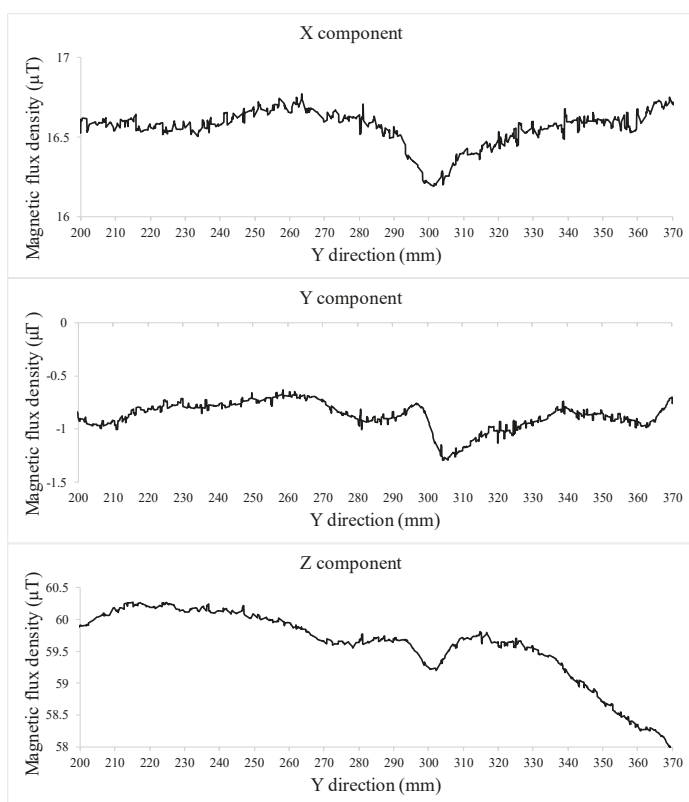 X component
Magnetic flux density (µT)
17
16.5
16
200 210 220 230 240 250 260 270 280 290 300 310 320 330 340 350 360 370
Y direction (mm)
Y component
Magnetic flux density (µT )
0
-0.5
-1
-1.5
200 210 220 230 240 250 260 270 280 290 300 310 320 330 340 350 360 370
Y direction (mm)
Z component
Magnetic flux density (µT)
60.5
60
59.5
59
58.5
58
200 210 220 230 240 250 260 270 280 290 300 310 320 330 340 350 360 370
Y direction (mm)